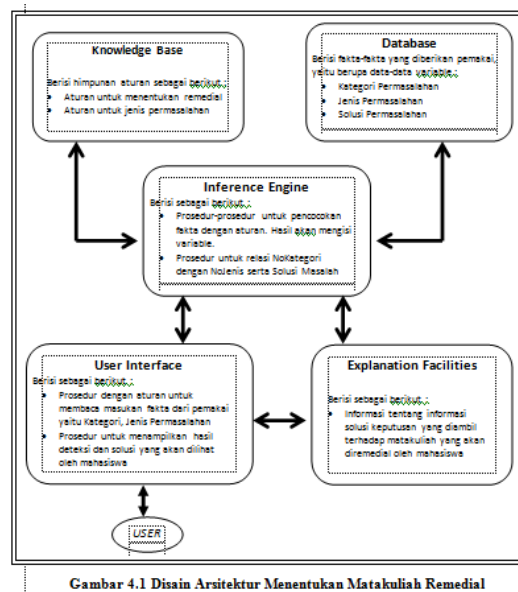 Knowledge Base
Berisi himpunan aturan sebagai berikut :
• Aturan untuk menentukan remedial
• Aturan untuk jenis permasalahan
Database
Berisi fakta-fakta yang diberikan pemakai,
yaitu berupa data-data variable :
• Kategori Permasalahan
• Jenis Permasalahan
• Solusi Permasalahan
Inference Engine
Berisi sebagai berikut :
• Prosedur-prosedur untuk pencocokan
fakta dengan aturan. Hasil akan mengisi
variable.
• Prosedur untuk relasi NoKategori
dengan NoJenis serta Solusi Masalah
User Interface
Berisi sebagai berikut :
• Prosedur dengan aturan untuk
membaca masukan fakta dari pemakai
yaitu Kategori, Jenis Permasalahan
• Prosedur untuk menampilkan hasil
deteksi dan solusi yang akan dilihat
oleh mahasiswa
Explanation Facilities
Berisi sebagai berikut :
• Informasi tentang informasi
solusi keputusan yang diambil
terhadap matakuliah yang akan
diremedial oleh mahasiswa
USER
Gambar 4.1 Disain Arsitektur Menentukan Matakuliah Remedial